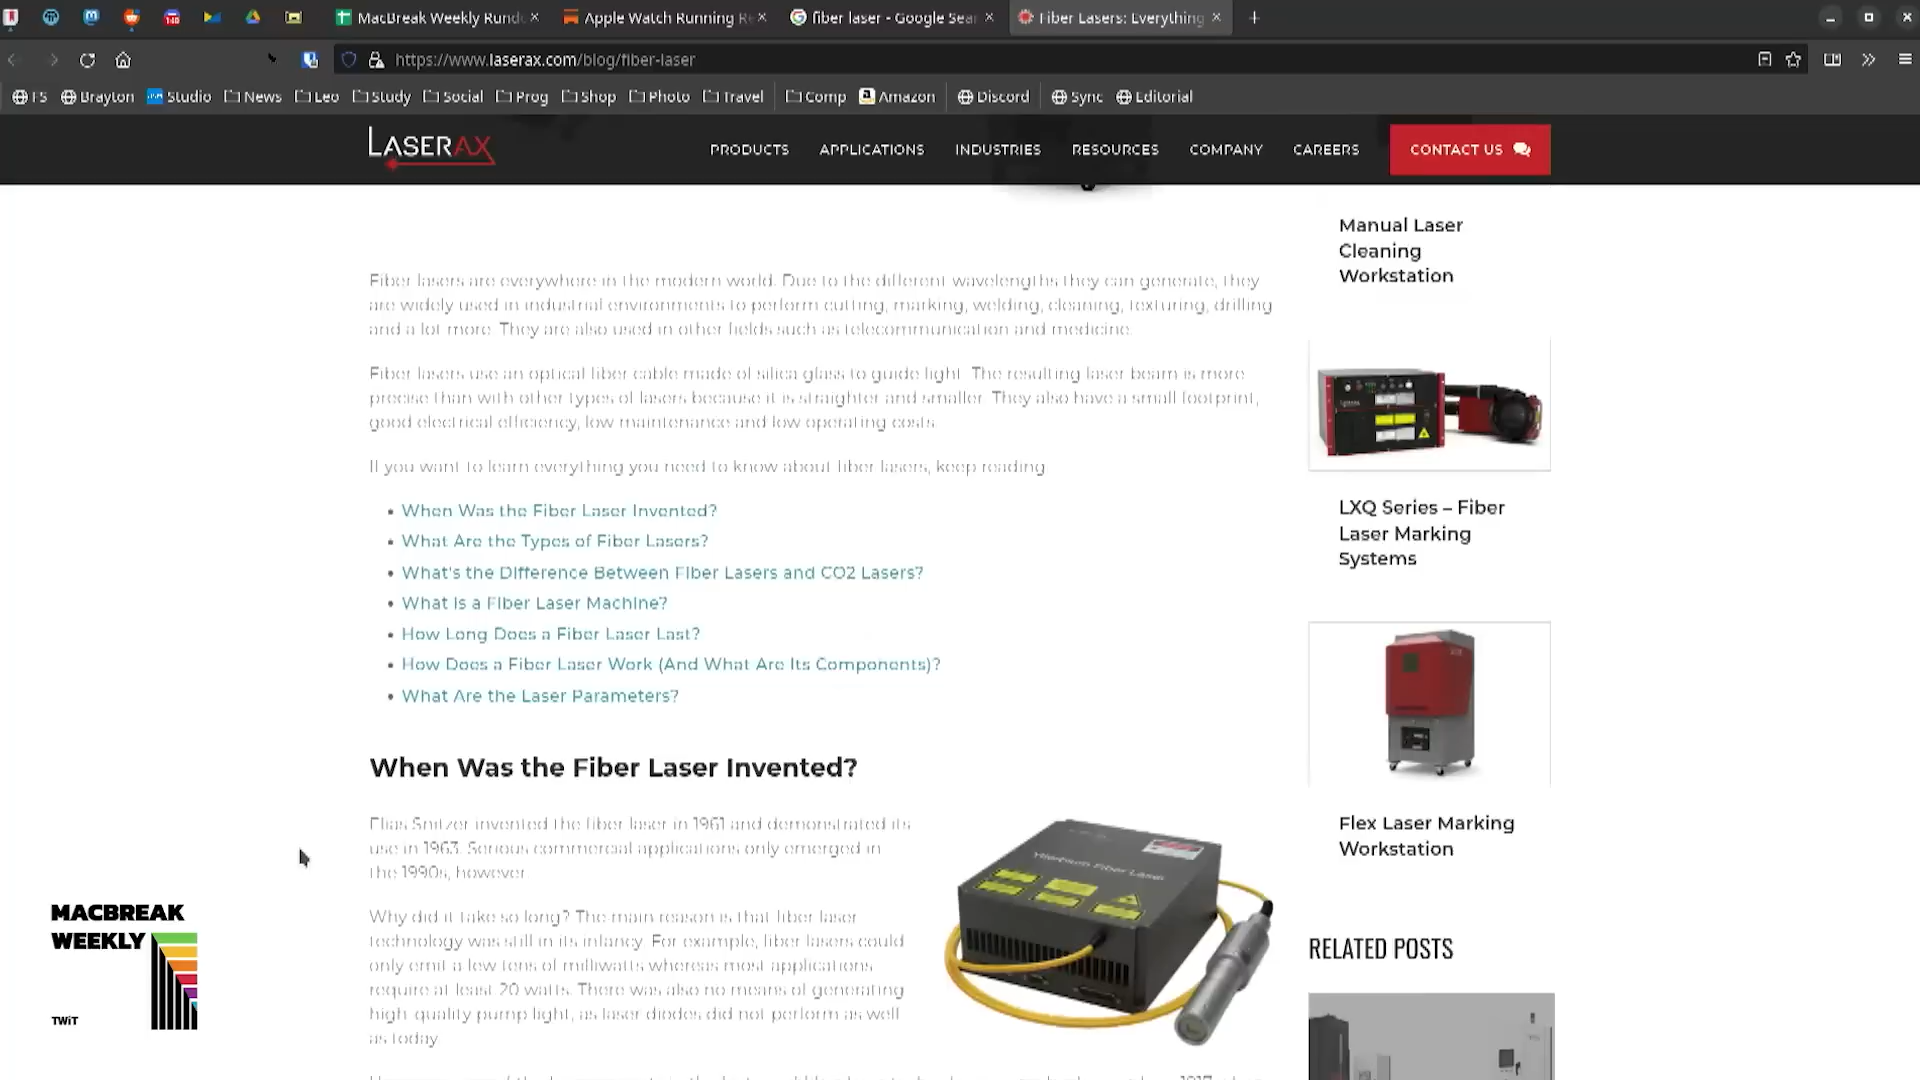 MacBreak Weekly Rund
Apple Watch Running R
fiber laser - Google Sear
Fiber Lasers: Everything
https://www.laserax.com/blog/fiber-laser
FS
Brayton
Studio
News
Leo
Study
Social
Prog
Shop
Photo
Travel
Comp
Amazon
Discord
Sync
Editorial
LASERAX
PRODUCTS
APPLICATIONS
INDUSTRIES
RESOURCES
COMPANY
CAREERS
CONTACT US
Fiber lasers are everywhere in the modern world. Due to the different wavelengths they can generate, they
are widely used in industrial environments to perform cutting, marking, welding, cleaning, texturing, drilling
and a lot more. They are also used in other fields such as telecommunication and medicine.
Fiber lasers use an optical fiber cable made of silica glass to guide light. The resulting laser beam is more
precise than with other types of lasers because it is straighter and smaller. They also have a small footprint,
good electrical efficiency, low maintenance and low operating costs.
If you want to learn everything you need to know about fiber lasers, keep reading
• When Was the Fiber Laser Invented?
• What Are the Types of Fiber Lasers?
• What's the Difference Between Fiber Lasers and CO2 Lasers?
• What Is a Fiber Laser Machine?
• How Long Does a Fiber Laser Last?
• How Does a Fiber Laser Work (And What Are Its Components)?
• What Are the Laser Parameters?
When Was the Fiber Laser Invented?
Elias Snitzer invented the fiber laser in 1961 and demonstrated its
use in 1963. Serious commercial applications only emerged in
the 1990s, however.
Why did it take so long? The main reason is that fiber laser
technology was still in its infancy. For example, fiber lasers could
only emit a few tens of milliwatts whereas most applications
require at least 20 watts. There was also no means of generating
high-quality pump light, as laser diodes did not perform as well
as today.
Ytterbium Fiber Laser
Manual Laser
Cleaning
Workstation
LXQ Series – Fiber
Laser Marking
Systems
Flex Laser Marking
Workstation
RELATED POSTS
MACBREAK
WEEKLY
TWiT